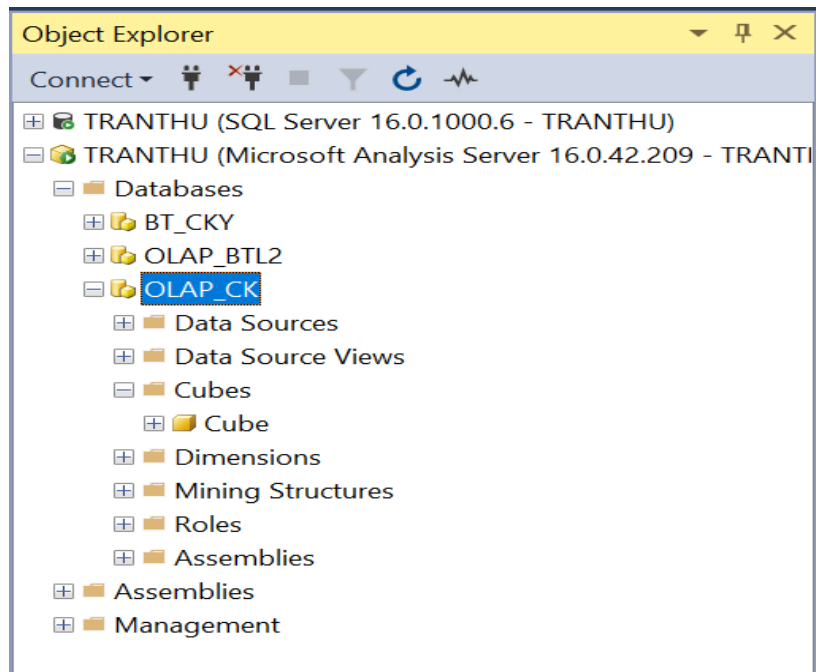 Object Explorer
Connect
TRANTHU (SQL Server 16.0.1000.6 - TRANTHU)
TRANTHU (Microsoft Analysis Server 16.0.42.209 - TRANTI
Databases
BT_CKY
OLAP_BTL2
OLAP_CK
Data Sources
Data Source Views
Cubes
Cube
Dimensions
Mining Structures
Roles
Assemblies
Assemblies
Management